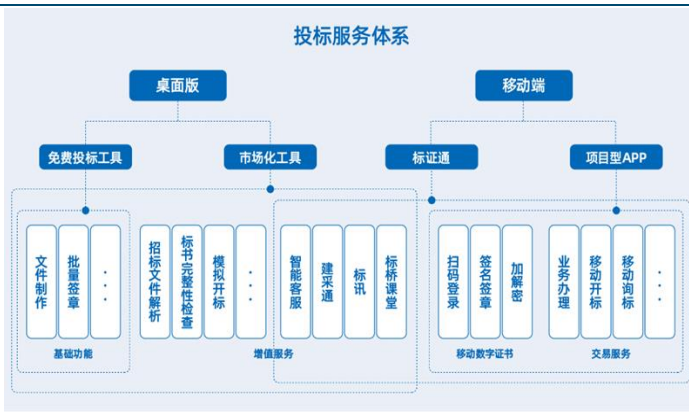 投标服务体系
桌面版
移动端
免费投标工具
市场化工具
标证通
项目型APP
文件制作
批量签章
...
招标文件解析
标书完整性检查
模拟开标
...
智能客服
建采通
标讯
标桥课堂
扫码登录
签名签章
加解密
业务办理
移动开标
移动询标
...
基础功能
增值服务
移动数字证书
交易服务